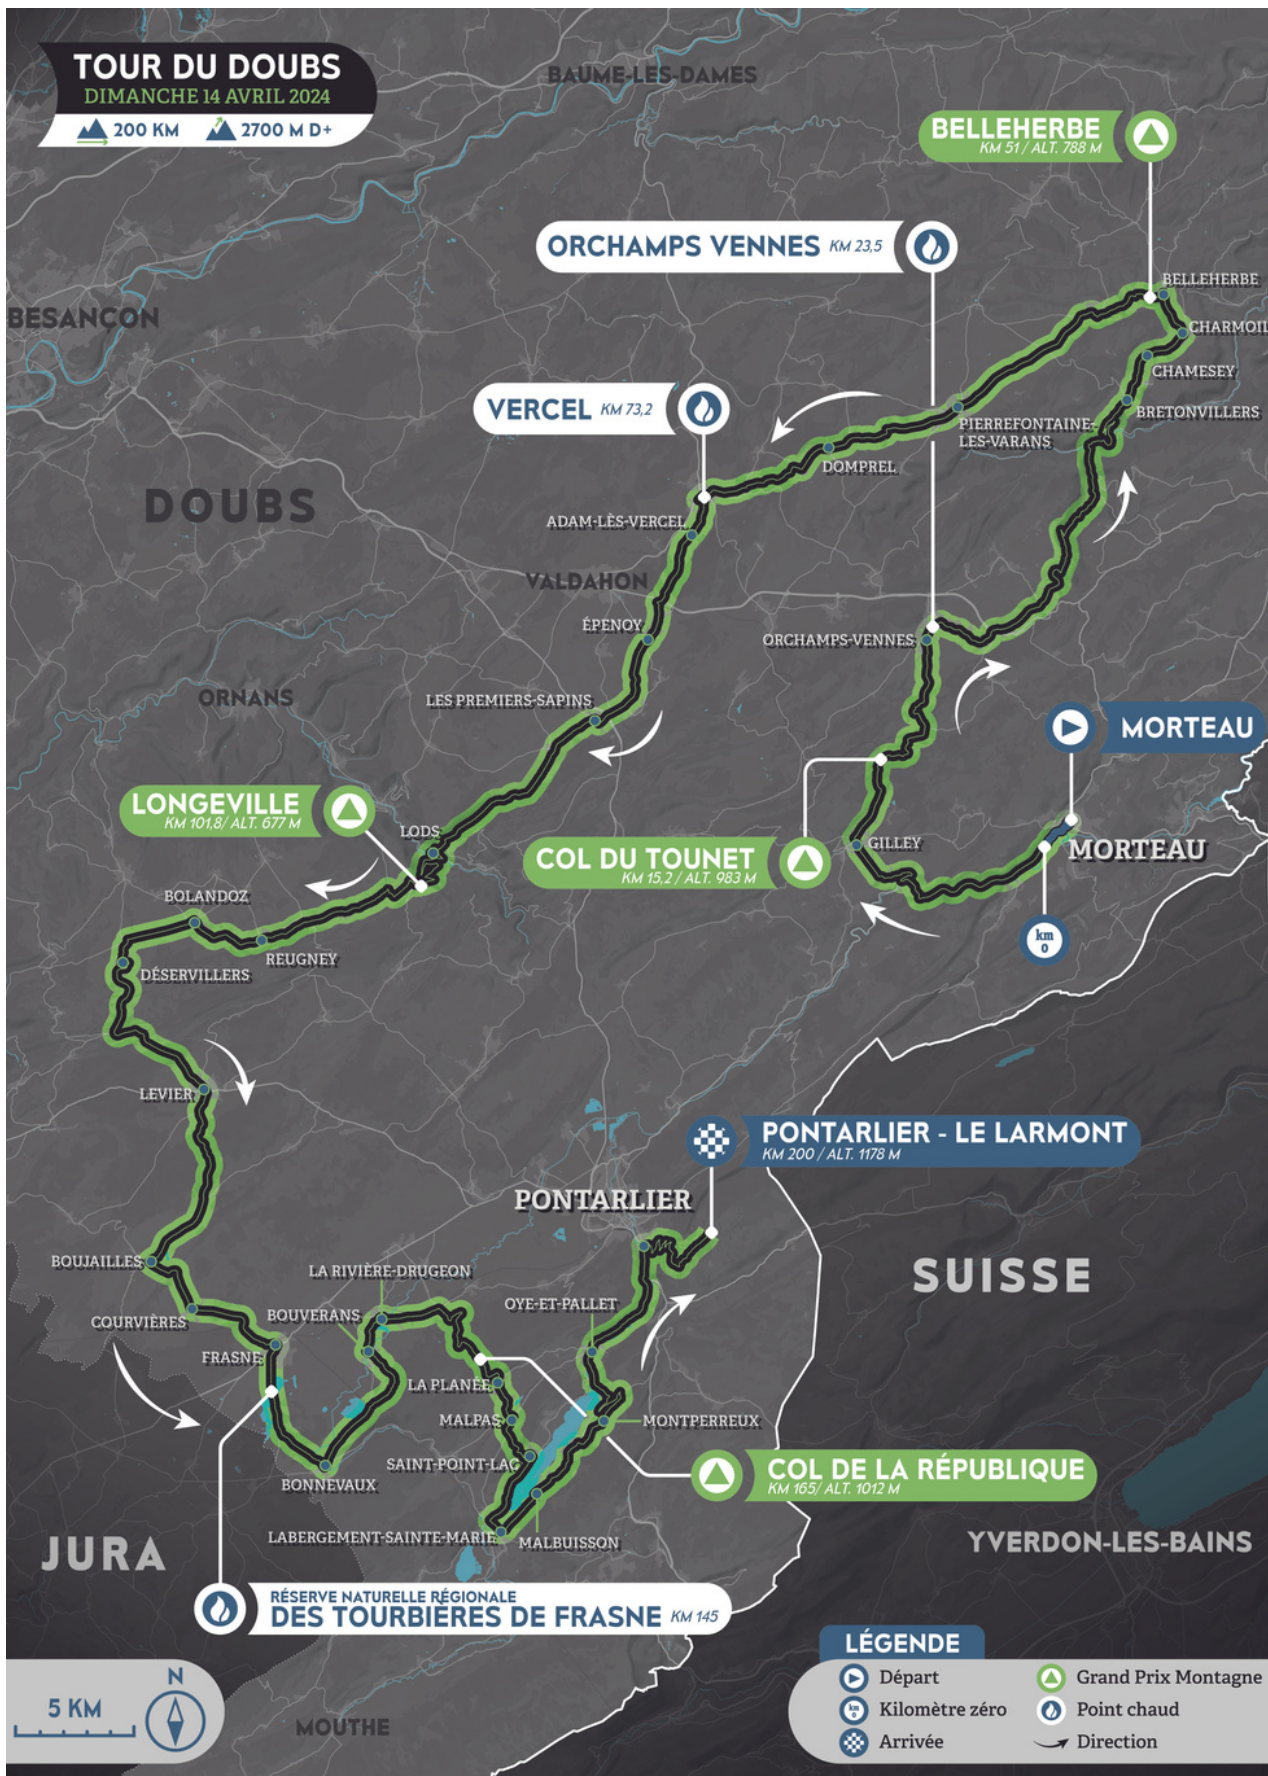 TOUR DU DOUBS
DIMANCHE 14 AVRIL 2024
200 KM 2700 M D+
BAUME-LES-DAMES
BELLEHERBE
KM 51 / ALT. 788 M
ORCHAMPS VENNES KM 23,5
BELLEHERBE
BESANÇON
CHARMOIL
CHAMESEY
VERCEL KM 73,2
BRETONVILLERS
PIERREFONTAINE-
LES-VARANS
DOMPREL
DOUBS
ADAM-LÈS-VERCEL
VALDAHON
ÉPENOY
ORCHAMPS-VENNES
ORNANS
LES PREMIERS-SAPINS
MORTEAU
LONGEVILLE
KM 101,8/ ALT. 677 M
LODS
GILLEY
MORTEAU
COL DU TOUNET
KM 15,2 / ALT. 983 M
BOLANDOZ
km
0
REUGNEY
DÉSERVILLERS
LEVIER
PONTARLIER - LE LARMONT
KM 200 / ALT. 1178 M
PONTARLIER
BOUJAILLES
LA RIVIÈRE-DRUGEON
SUISSE
OYE-ET-PALLET
BOUVERANS
COURVIÈRES
FRASNE
LA PLANÉE
MALPAS
MONTPERREUX
SAINT-POINT-LAC
COL DE LA RÉPUBLIQUE
KM 165/ ALT. 1012 M
BONNEVAUX
LABERGEMENT-SAINTE-MARIE
MALBUISSON
YVERDON-LES-BAINS
JURA
RÉSERVE NATURELLE RÉGIONALE
DES TOURBIÈRES DE FRASNE KM 145
LÉGENDE
Départ
Grand Prix Montagne
km
0
Kilomètre zéro
Point chaud
Arrivée
Direction
N
5 KM
MOUTHE